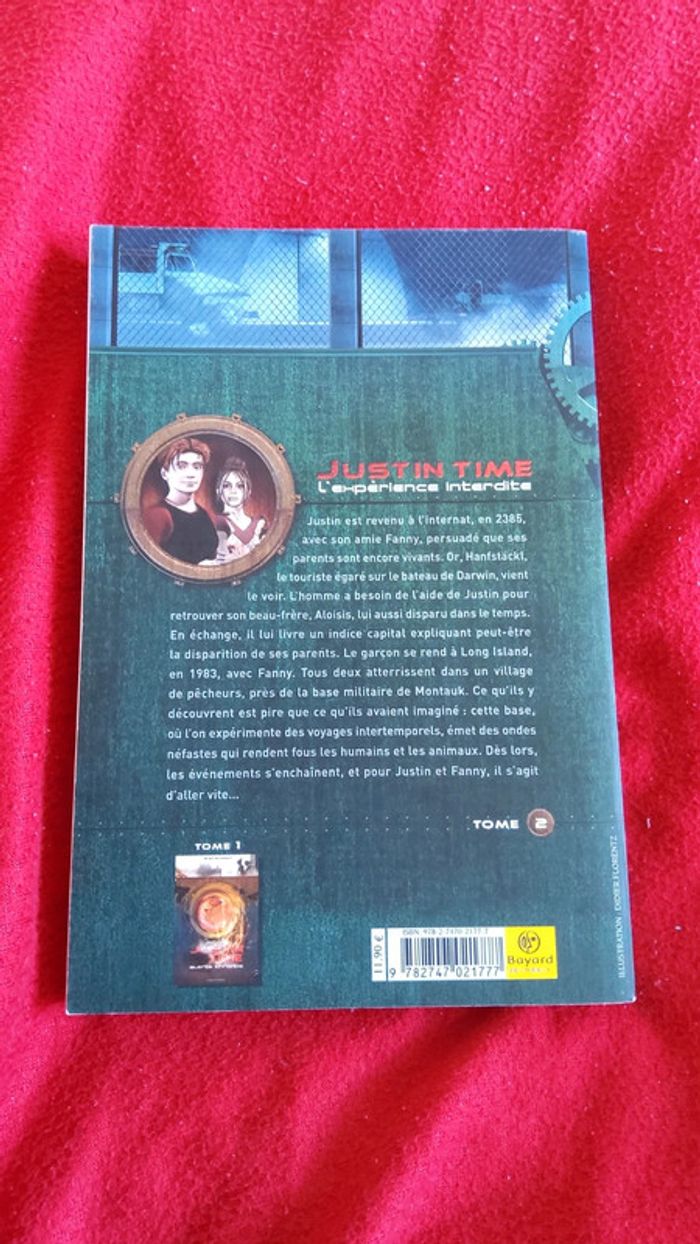 JUSTIN TIME
L'expérience interdite
Justin est revenu à l'internat, en 2385,
avec son amie Fanny, persuadé que ses
parents sont encore vivants. Or, Hanfstäckl,
le touriste égaré sur le bateau de Darwin, vient
le voir. L'homme a besoin de l'aide de Justin pour
retrouver son beau-frère, Aloisis, lui aussi disparu dans le temps.
En échange, il lui livre un indice capital expliquant peut-être
la disparition de ses parents. Le garçon se rend à Long Island,
en 1983, avec Fanny. Tous deux atterrissent dans un village
de pêcheurs, près de la base militaire de Montauk. Ce qu'ils y
découvrent est pire que ce qu'ils avaient imaginé : cette base,
où l'on expérimente des voyages intertemporels, émet des ondes
néfastes qui rendent fous les humains et les animaux. Dès lors,
les événements s'enchaînent, et pour Justin et Fanny, il s'agit
d'aller vite...
TOME 2
TOME 1
11.90 €
ISBN 978-2-7470-2177-7
9 782747 021777
Bayard
ILLUSTRATION : DIDIER FLORENTZ